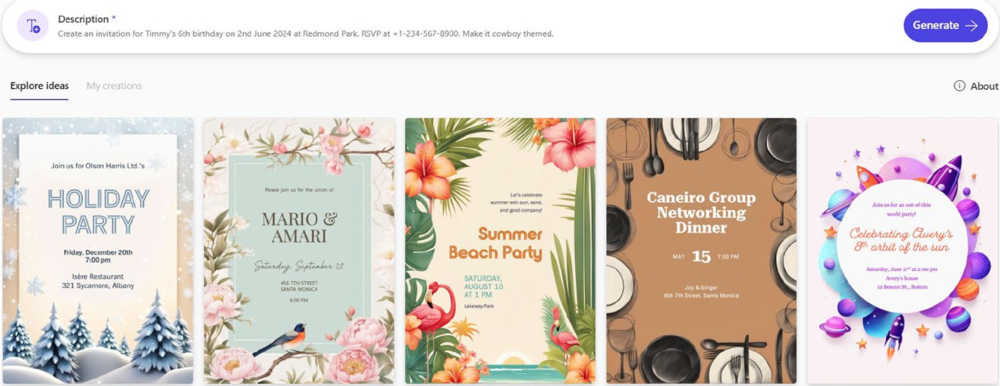 Description *
Create an invitation for Timmy's 6th birthday on 2nd June 2024 at Redmond Park. RSVP at +1-234-567-8900. Make it cowboy themed.
Generate
Explore ideas
My creations
About
Join us for Olson Harris Ltd.'s
HOLIDAY
PARTY
Friday, December 20th
7:00 pm
Isère Restaurant
321 Sycamore, Albany
Please join us for the union of
MARIO &
AMARI
Saturday, September 12
456 7TH STREET
SANTA MONICA
6:00 PM
Let's celebrate
summer with sun, sand,
and good company!
Summer
Beach Party
SATURDAY,
AUGUST 10
AT 1 PM
Lakeway Park
Caneiro Group
Networking
Dinner
MAY 15 7:00 PM
Joy & Ginger
456 7th Street, Santa Monica
Join us for an out-of-this
world party!
Celebrating Avery's
8th orbit of the sun
Saturday, June 2nd at 2:00 pm
Avery's house
12 Beacon St., Boston